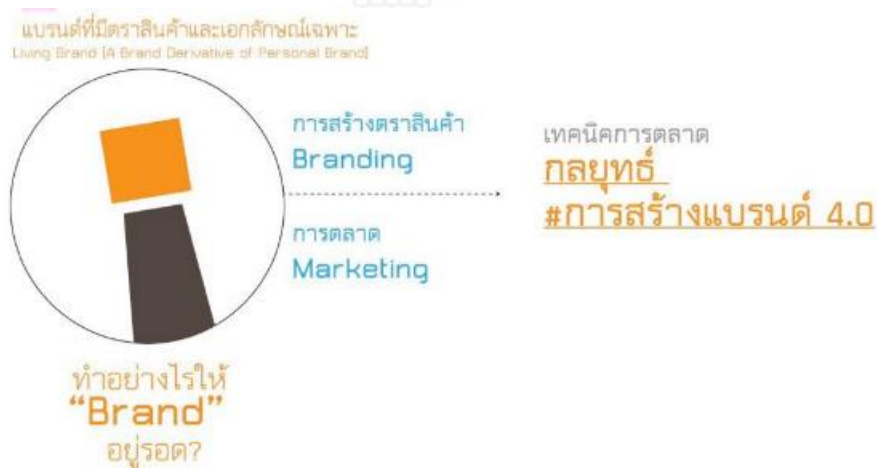 แบรนด์ที่มีตราสินค้าและเอกลักษณ์เฉพาะ
Living Brand [A Brand Derivative of Personal Brand]
การสร้างตราสินค้า
Branding
การตลาด
Marketing
เทคนิคการตลาด
กลยุทธ์
#การสร้างแบรนด์ 4.0
ทำอย่างไรให้
“Brand”
อยู่รอด?